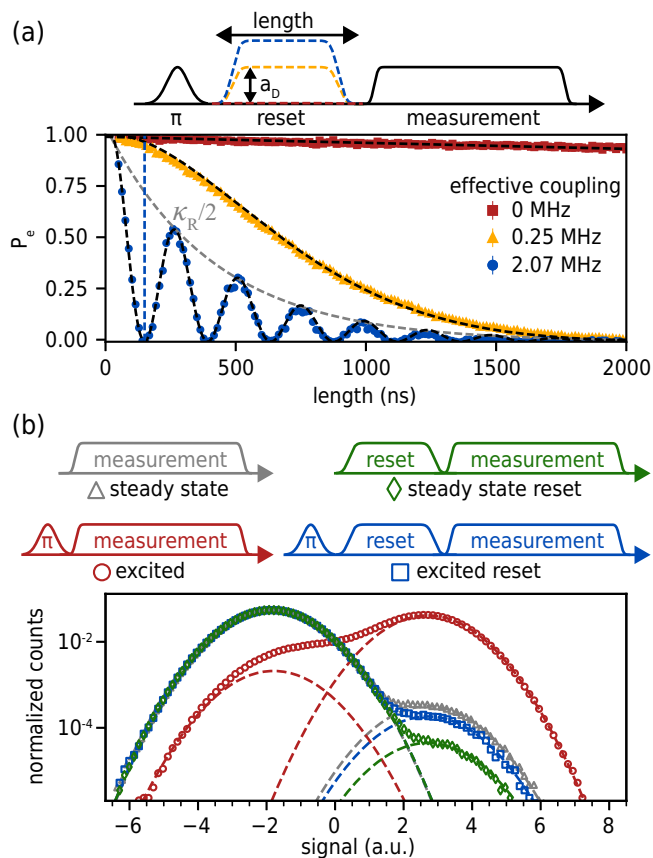 (a)
length
a_D
π reset measurement
1.00
0.75
0.50
0.25
0.00
P_e
κ_R/2
effective coupling
0 MHz
0.25 MHz
2.07 MHz
0 500 1000 1500 2000
length (ns)
(b)
measurement
steady state
reset measurement
steady state reset
π measurement
excited
π reset measurement
excited reset
10^-2
10^-4
normalized counts
−6 −4 −2 0 2 4 6 8
signal (a.u.)